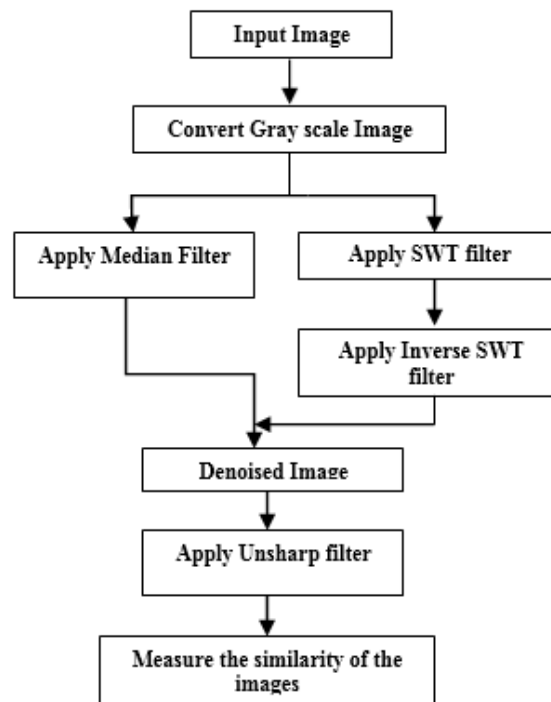 Input Image
Convert Gray scale Image
Apply Median Filter
Apply SWT filter
Apply Inverse SWT
filter
Denoised Image
Apply Unsharp filter
Measure the similarity of the
images